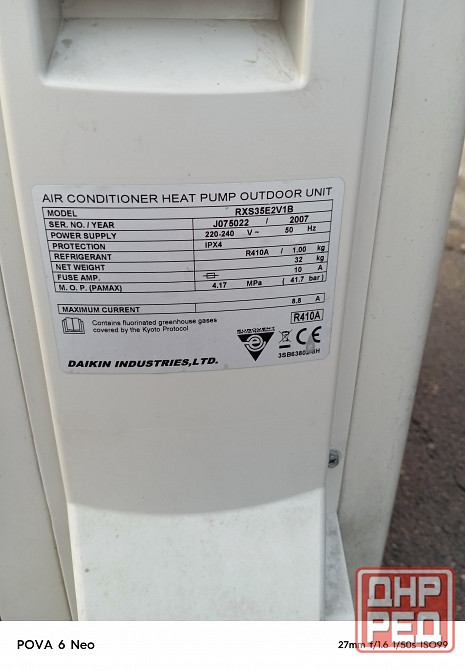 AIR CONDITIONER HEAT PUMP OUTDOOR UNIT
MODEL RXS35E2V1B
SER. NO. / YEAR J075022 / 2007
POWER SUPPLY 220-240 V ~ 50 Hz
PROTECTION IPX4
REFRIGERANT R410A / 1.00 kg
NET WEIGHT 32 kg
FUSE AMP. 10 A
M. O. P. (PAMAX) 4.17 MPa ( 41.7 bar )
MAXIMUM CURRENT 8.8 A
Contains fluorinated greenhouse gases
covered by the Kyoto Protocol
R410A
DAIKIN INDUSTRIES,LTD.
CE
ДНР
РЕД
POVA 6 Neo
27mm f/1.6 1/50s ISO99